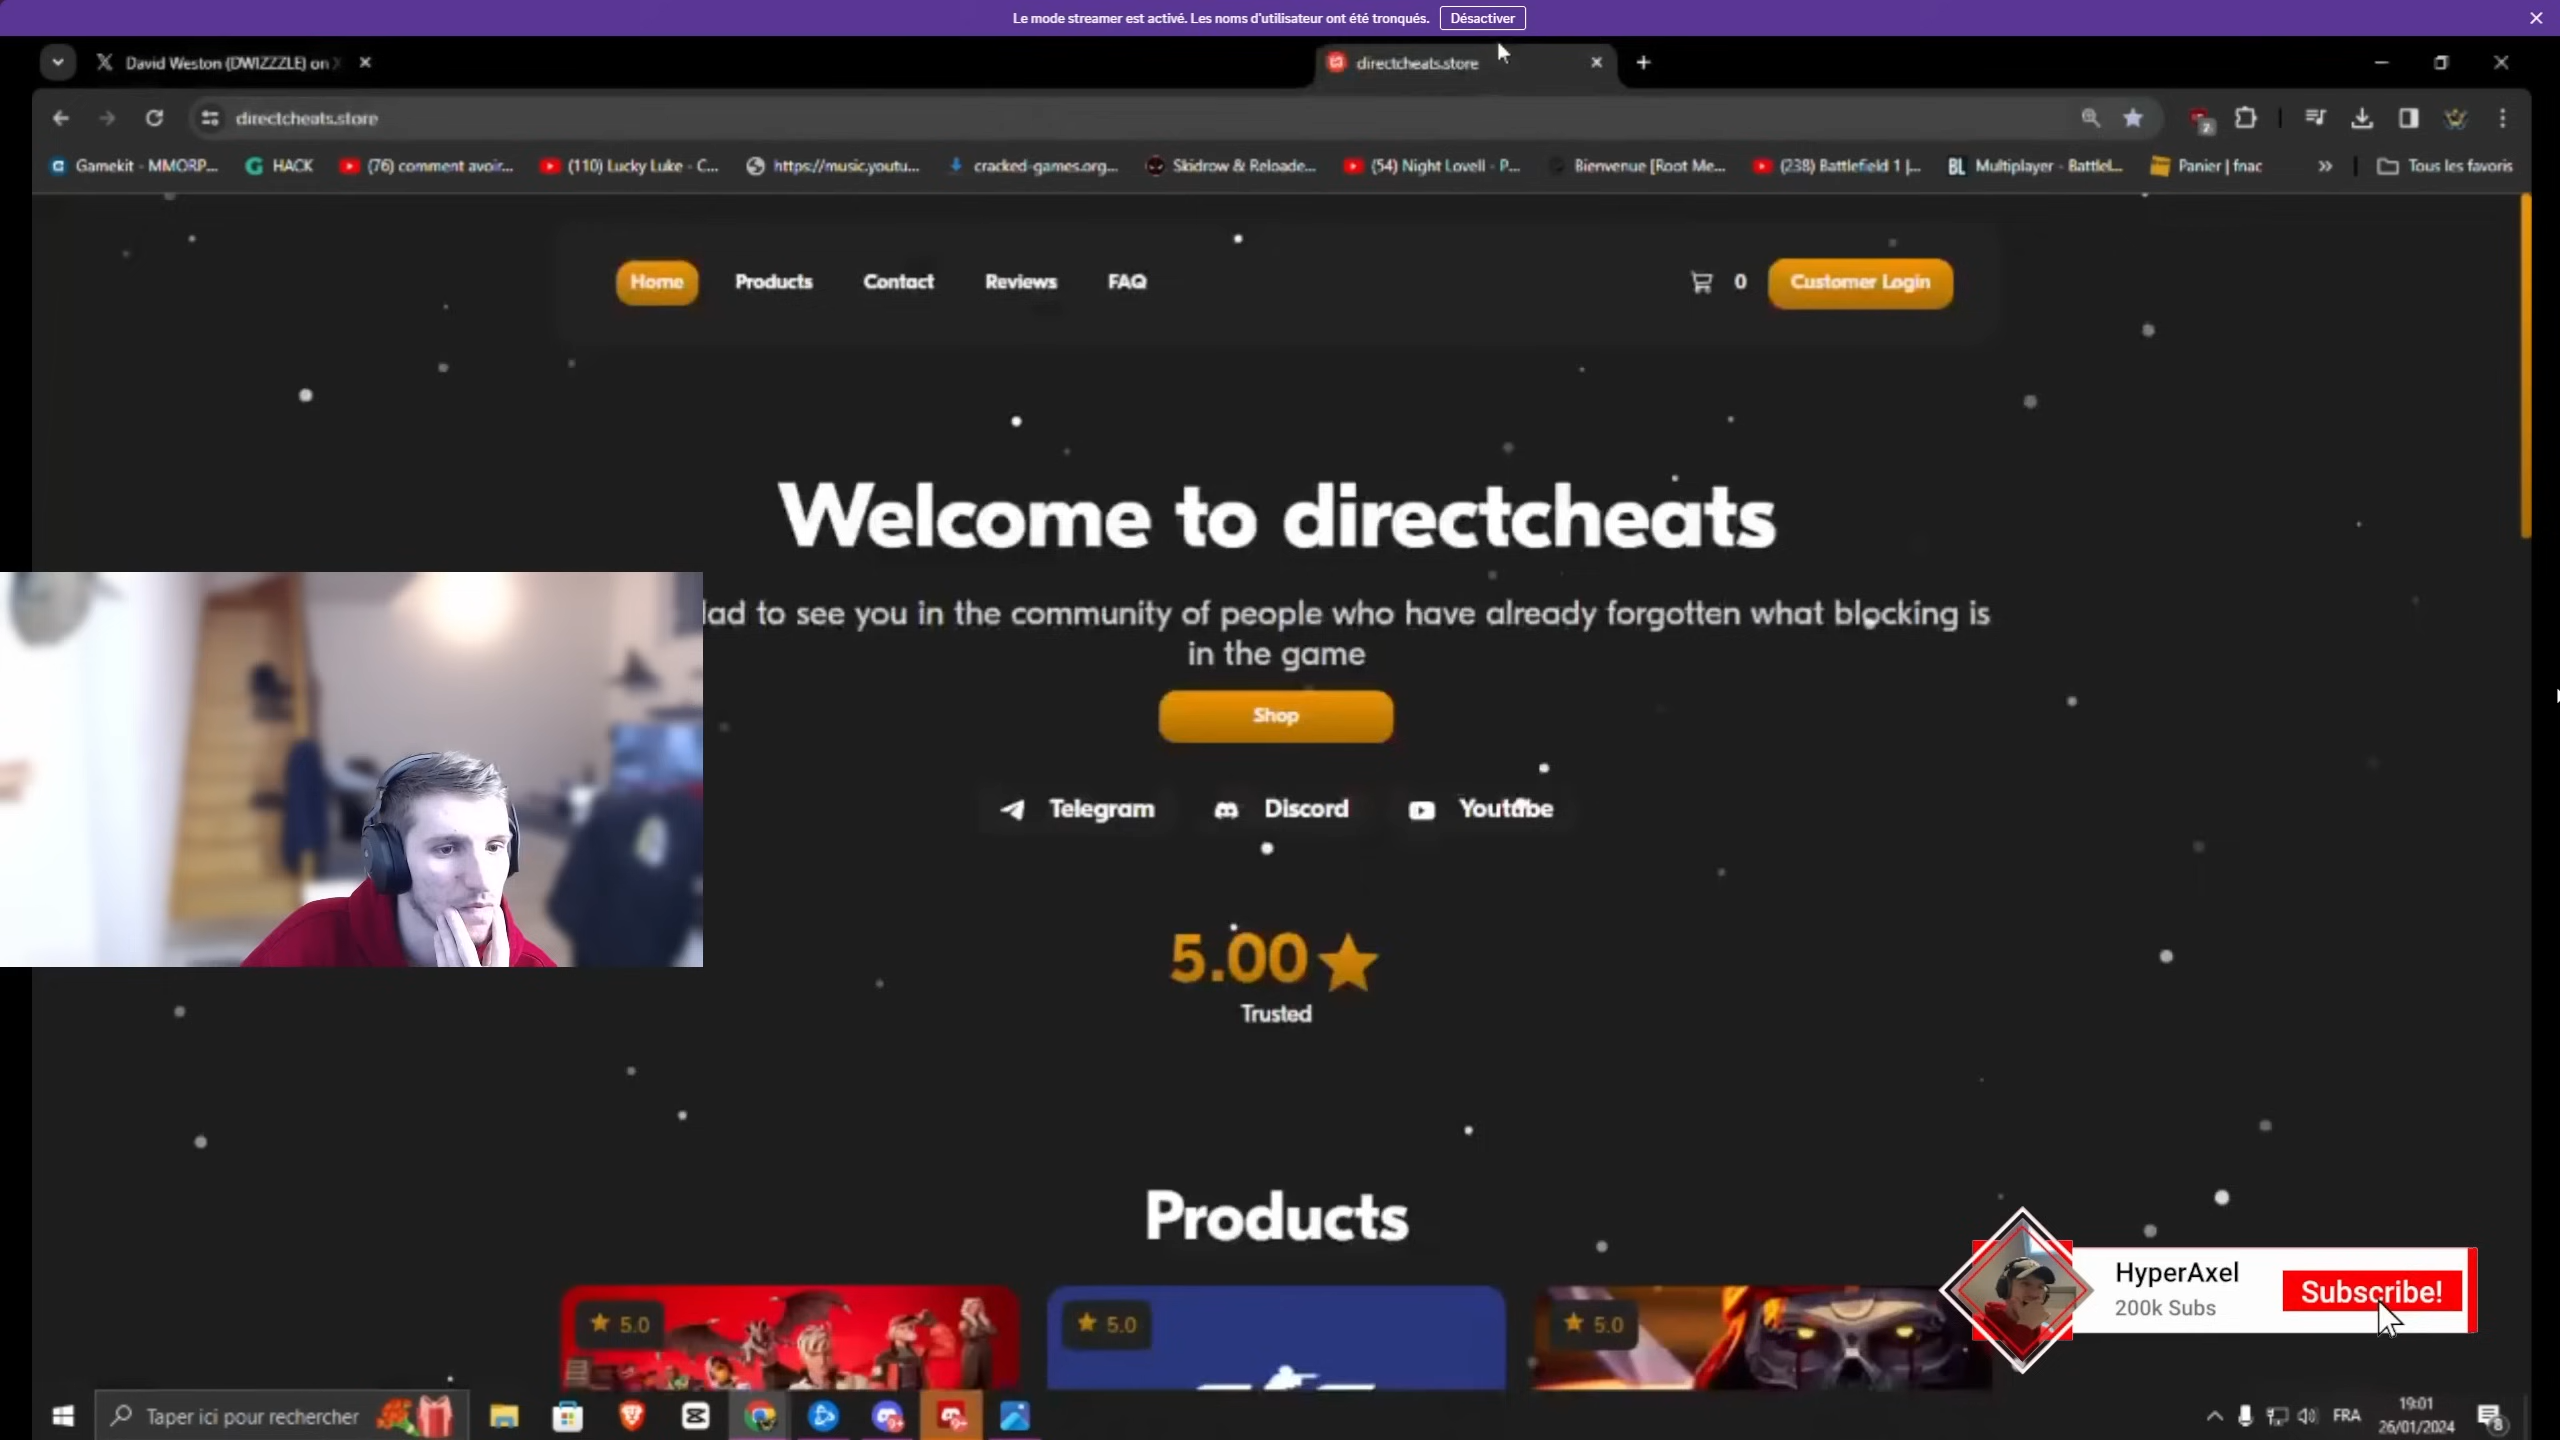 Le mode streamer est activé. Les noms d'utilisateur ont été tronqués. Désactiver
David Weston (DWIZZZLE) on X
directcheats.store
directcheats.store
Gamekit - MMORP... HACK (76) comment avoir... (110) Lucky Luke - C... https://music.youtu... cracked-games.org... Skidrow & Reloade... (54) Night Lovell - P... Bienvenue [Root Me... (238) Battlefield 1 |... Multiplayer - Battlel... Panier | fnac » Tous les favoris
Home Products Contact Reviews FAQ 0 Customer Login
Welcome to directcheats
lad to see you in the community of people who have already forgotten what blocking is
in the game
Shop
Telegram Discord Youtube
5.00
Trusted
Products
5.0 5.0 5.0
HyperAxel
200k Subs
Subscribe!
Taper ici pour rechercher
FRA
19:01
26/01/2024